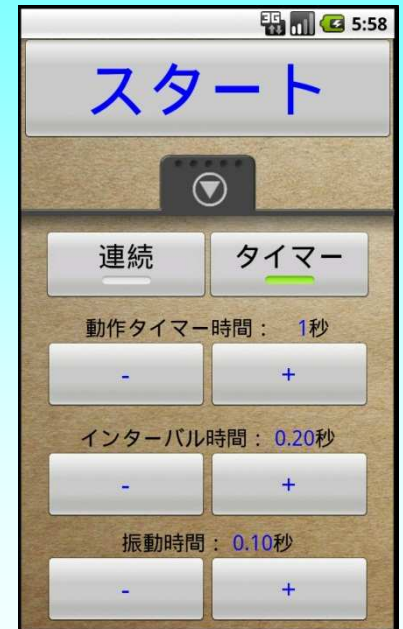 3G 5:58
スタート
連続 タイマー
動作タイマー時間： 1秒
- +
インターバル時間： 0.20秒
- +
振動時間： 0.10秒
- +